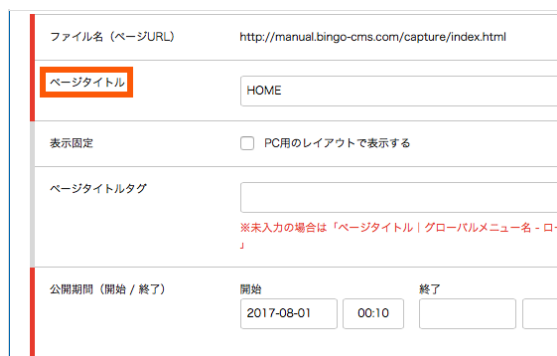 ファイル名（ページURL） http://manual.bingo-cms.com/capture/index.html
ページタイトル HOME
表示固定 PC用のレイアウトで表示する
ページタイトルタグ
※未入力の場合は「ページタイトル｜グローバルメニュー名 - ロー
」
公開期間（開始 / 終了） 開始 終了
2017-08-01 00:10